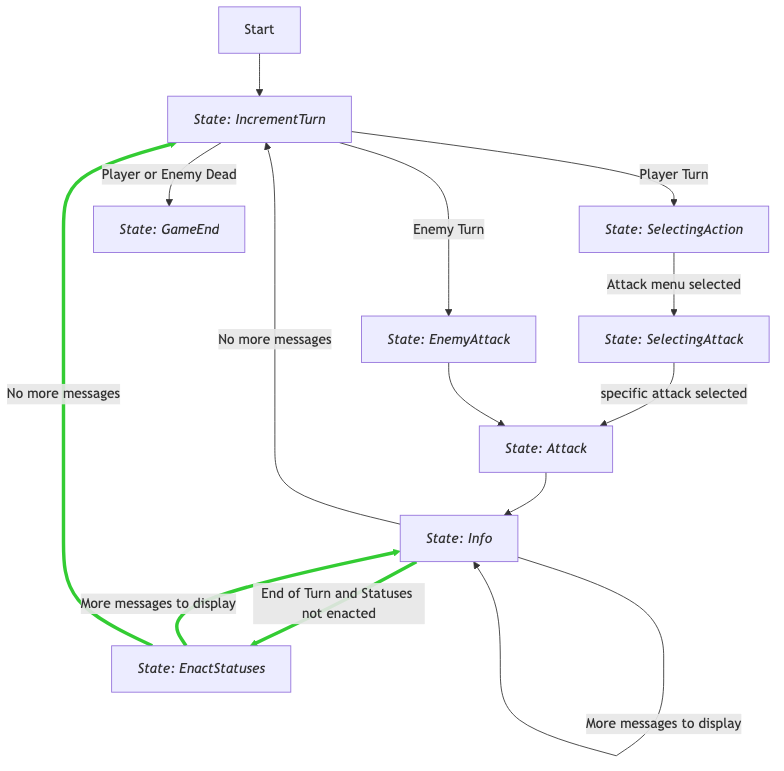 Start
State: IncrementTurn
Player or Enemy Dead
Player Turn
State: GameEnd
Enemy Turn
State: SelectingAction
Attack menu selected
No more messages
State: EnemyAttack
State: SelectingAttack
No more messages
specific attack selected
State: Attack
State: Info
More messages to display
End of Turn and Statuses
not enacted
State: EnactStatuses
More messages to display